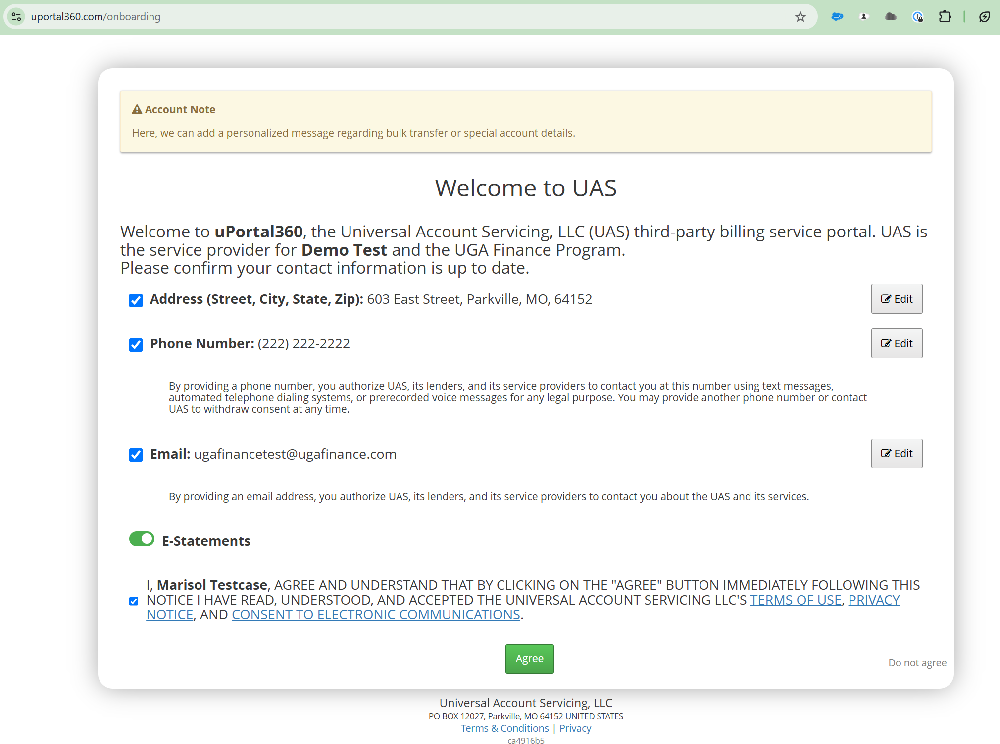 uportal360.com/onboarding
Account Note
Here, we can add a personalized message regarding bulk transfer or special account details.
Welcome to UAS
Welcome to uPortal360, the Universal Account Servicing, LLC (UAS) third-party billing service portal. UAS is
the service provider for Demo Test and the UGA Finance Program.
Please confirm your contact information is up to date.
Address (Street, City, State, Zip): 603 East Street, Parkville, MO, 64152
Edit
Phone Number: (222) 222-2222
Edit
By providing a phone number, you authorize UAS, its lenders, and its service providers to contact you at this number using text messages,
automated telephone dialing systems, or prerecorded voice messages for any legal purpose. You may provide another phone number or contact
UAS to withdraw consent at any time.
Email: ugafinancetest@ugafinance.com
Edit
By providing an email address, you authorize UAS, its lenders, and its service providers to contact you about the UAS and its services.
E-Statements
I, Marisol Testcase, AGREE AND UNDERSTAND THAT BY CLICKING ON THE "AGREE" BUTTON IMMEDIATELY FOLLOWING THIS
NOTICE I HAVE READ, UNDERSTOOD, AND ACCEPTED THE UNIVERSAL ACCOUNT SERVICING LLC'S TERMS OF USE, PRIVACY
NOTICE, AND CONSENT TO ELECTRONIC COMMUNICATIONS.
Agree
Do not agree
Universal Account Servicing, LLC
PO BOX 12027, Parkville, MO 64152 UNITED STATES
Terms & Conditions | Privacy
ca4916b5